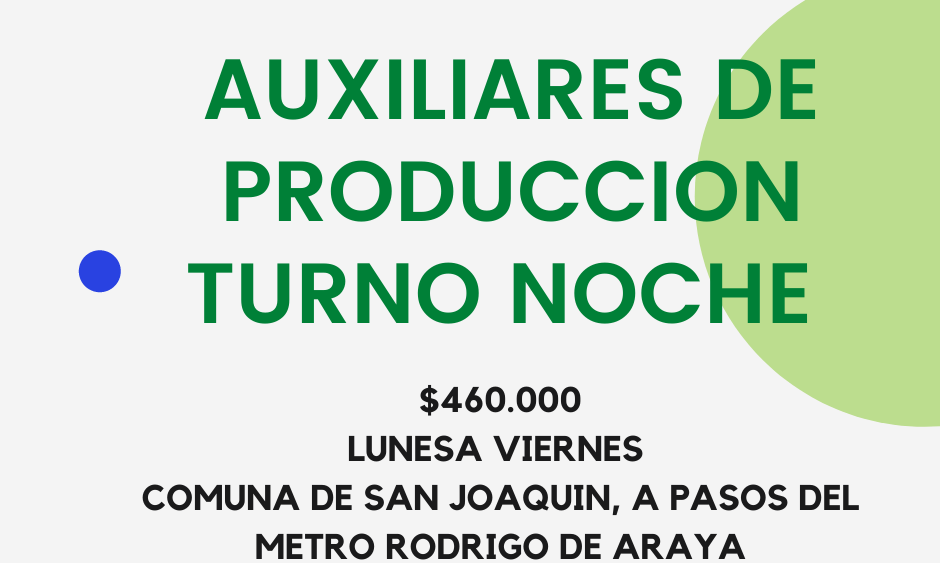 AUXILIARES DE
PRODUCCION
TURNO NOCHE
$460.000
LUNESA VIERNES
COMUNA DE SAN JOAQUIN, A PASOS DEL
METRO RODRIGO DE ARAYA